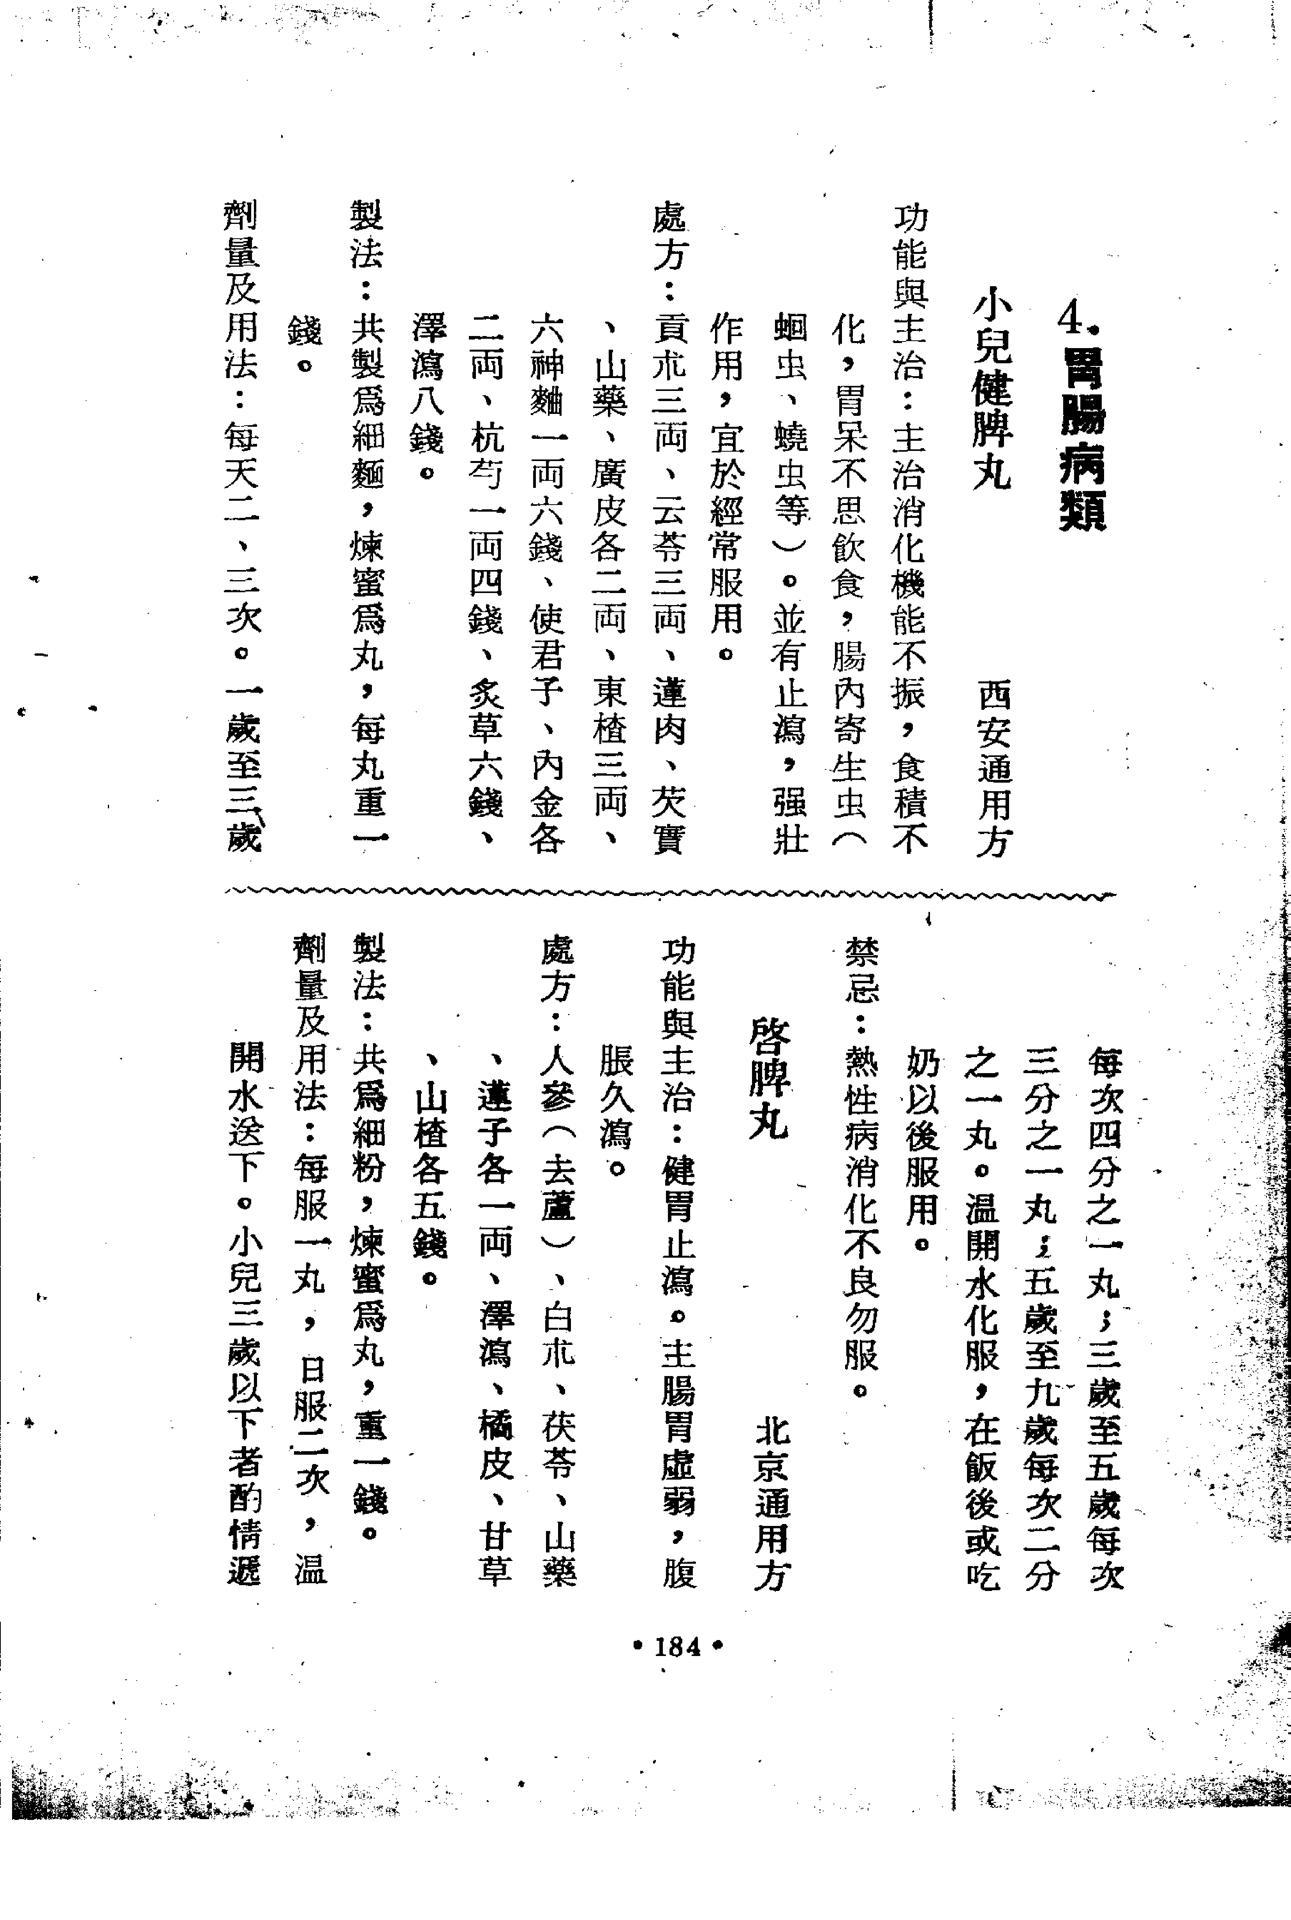 4.胃腸病類
小兒健脾丸　西安通用方
功能與主治：主治消化機能不振，食積不
化，胃呆不思飲食，腸內寄生虫（
蛔虫、蟯虫等）。並有止瀉，强壯
作用，宜於經常服用。
處方：貢朮三両、云苓三両、蓮肉、芡實
、山藥、廣皮各二両、東楂三両、
六神麯一両六錢、使君子、內金各
二両、杭芍一両四錢、炙草六錢、
澤瀉八錢。
製法：共製爲細麵，煉蜜爲丸，每丸重一
錢。
劑量及用法：每天二、三次。一歲至三歲
每次四分之一丸；三歲至五歲每次
三分之一丸；五歲至九歲每次二分
之一丸。温開水化服，在飯後或吃
奶以後服用。
禁忌：熱性病消化不良勿服。
啓脾丸　北京通用方
功能與主治：健胃止瀉。主腸胃虛弱，腹
脹久瀉。
處方：人參（去蘆）、白朮、茯苓、山藥
、蓮子各一両、澤瀉、橘皮、甘草
、山楂各五錢。
製法：共爲細粉，煉蜜爲丸，重一錢。
劑量及用法：每服一丸，日服二次，温
開水送下。小兒三歲以下者酌情遞
•184•